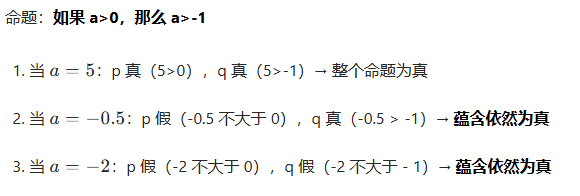 命题：如果 a>0，那么 a>-1
1. 当 a = 5：p 真（5>0），q 真（5>-1）→ 整个命题为真
2. 当 a = −0.5：p 假（-0.5 不大于 0），q 真（-0.5 > -1）→ 蕴含依然为真
3. 当 a = −2：p 假（-2 不大于 0），q 假（-2 不大于 - 1）→ 蕴含依然为真